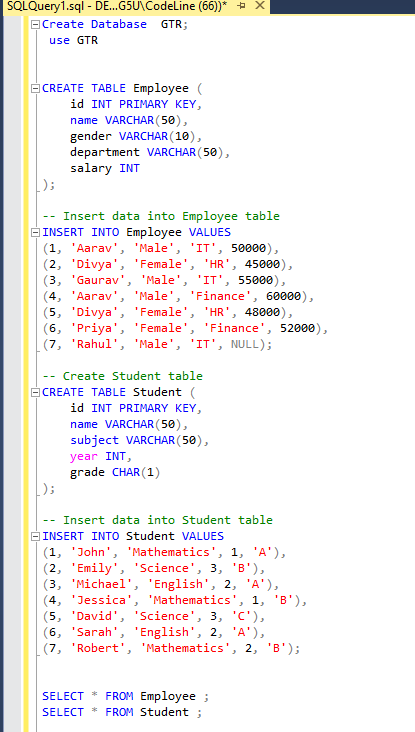 SQLQuery1.sql - DE...G5U\CodeLine (66))*
Create Database  GTR;
use GTR
CREATE TABLE Employee (
id INT PRIMARY KEY,
name VARCHAR(50),
gender VARCHAR(10),
department VARCHAR(50),
salary INT
);
-- Insert data into Employee table
INSERT INTO Employee VALUES
(1, 'Aarav', 'Male', 'IT', 50000),
(2, 'Divya', 'Female', 'HR', 45000),
(3, 'Gaurav', 'Male', 'IT', 55000),
(4, 'Aarav', 'Male', 'Finance', 60000),
(5, 'Divya', 'Female', 'HR', 48000),
(6, 'Priya', 'Female', 'Finance', 52000),
(7, 'Rahul', 'Male', 'IT', NULL);
-- Create Student table
CREATE TABLE Student (
id INT PRIMARY KEY,
name VARCHAR(50),
subject VARCHAR(50),
year INT,
grade CHAR(1)
);
-- Insert data into Student table
INSERT INTO Student VALUES
(1, 'John', 'Mathematics', 1, 'A'),
(2, 'Emily', 'Science', 3, 'B'),
(3, 'Michael', 'English', 2, 'A'),
(4, 'Jessica', 'Mathematics', 1, 'B'),
(5, 'David', 'Science', 3, 'C'),
(6, 'Sarah', 'English', 2, 'A'),
(7, 'Robert', 'Mathematics', 2, 'B');
SELECT * FROM Employee ;
SELECT * FROM Student ;